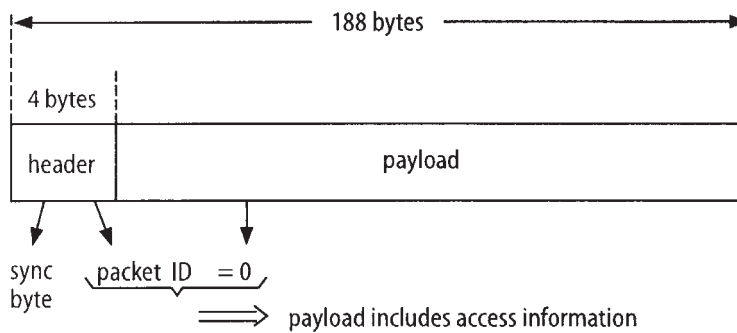 188 bytes
4 bytes
header
payload
sync
byte
packet ID = 0
payload includes access information